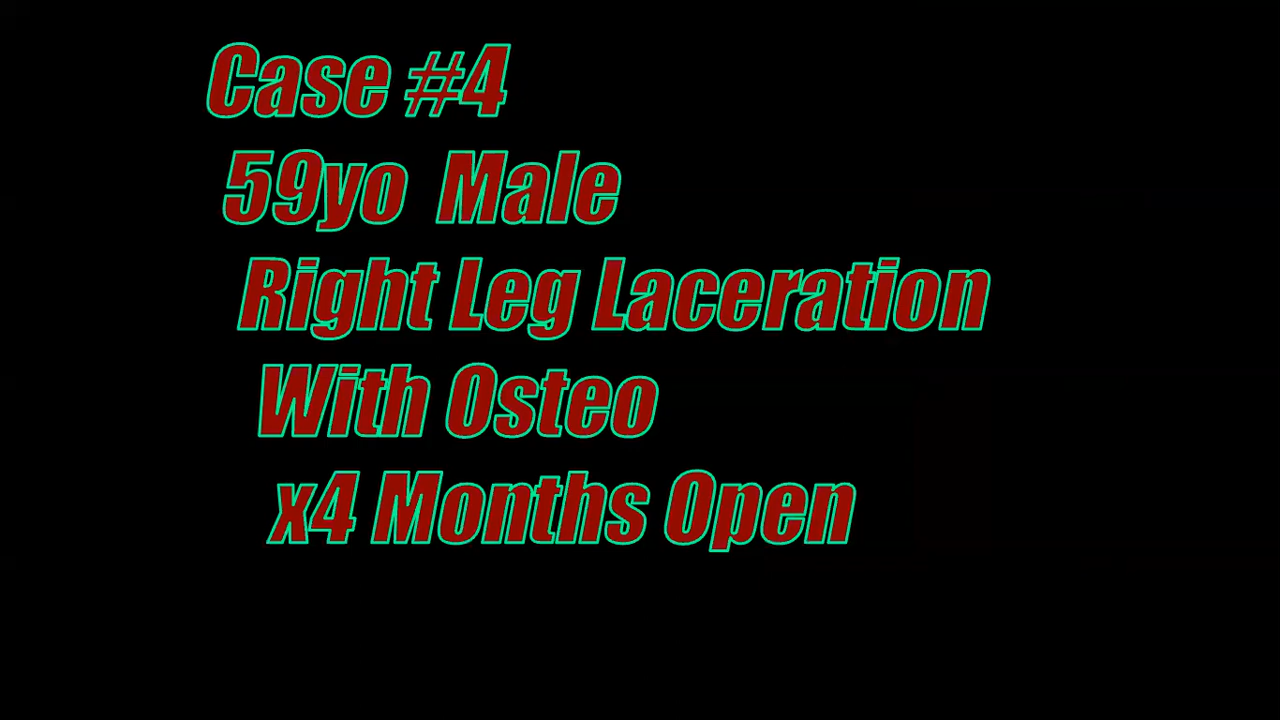 Case #4
59yo Male
Right Leg Laceration
With Osteo
x4 Months Open